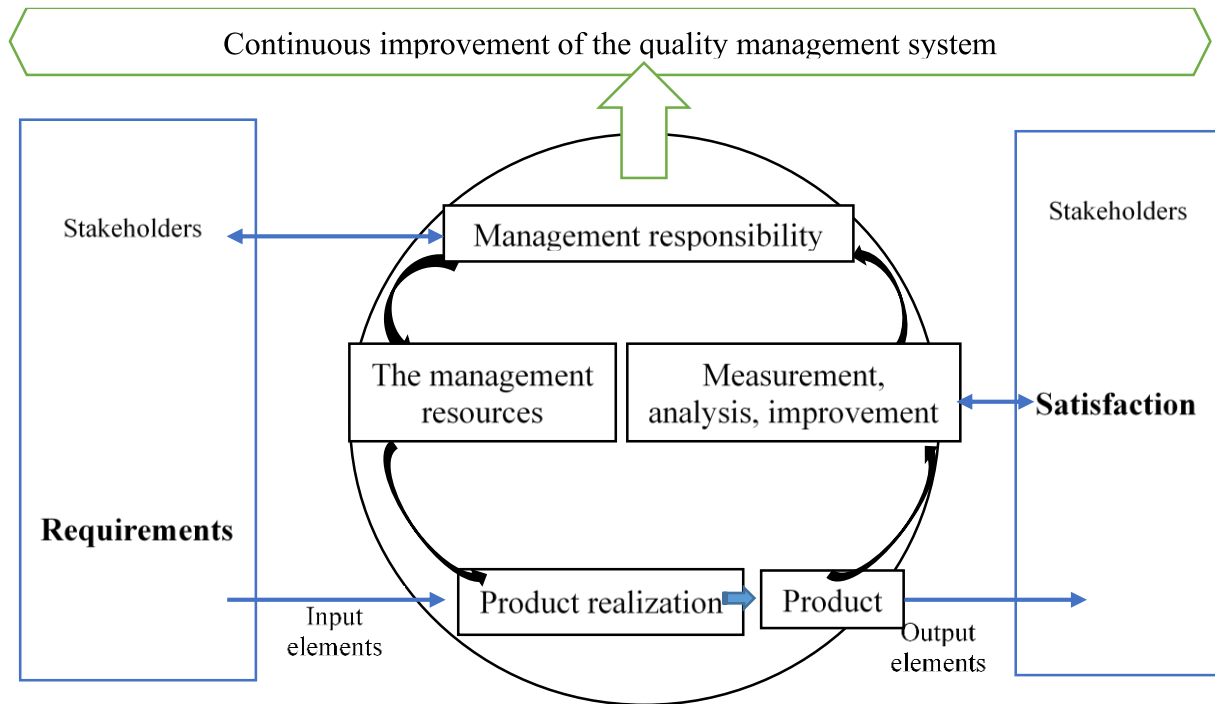 Continuous improvement of the quality management system
Stakeholders
Stakeholders
Management responsibility
The management
resources
Measurement,
analysis, improvement
Satisfaction
Requirements
Product realization
Product
Input
elements
Output
elements